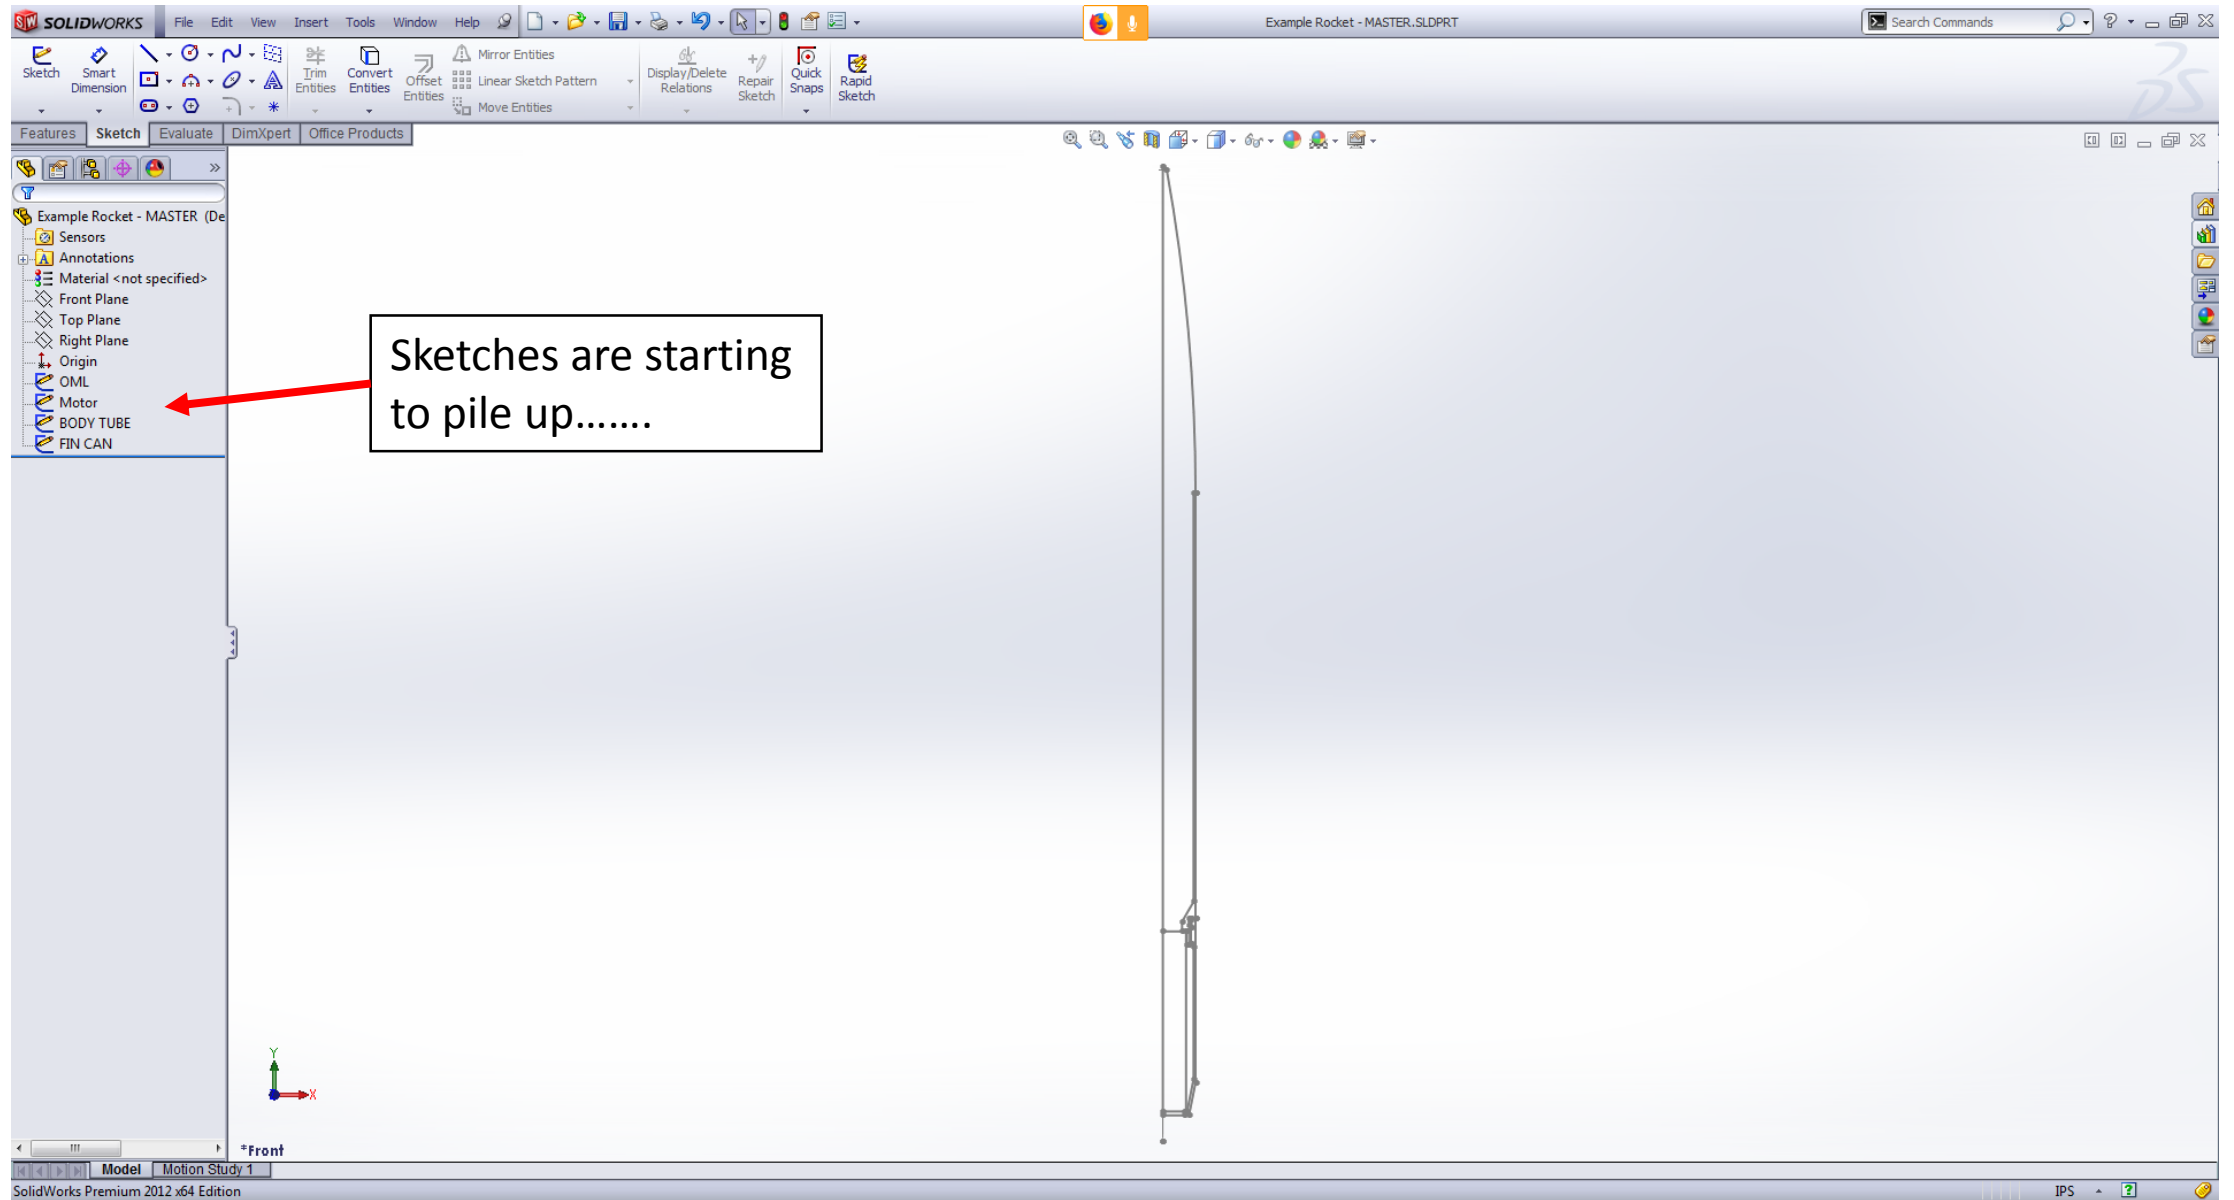 SOLIDWORKS File Edit View Insert Tools Window Help Example Rocket - MASTER.SLDPRT Search Commands
Sketch Smart Dimension Trim Entities Convert Entities Offset Entities Mirror Entities Linear Sketch Pattern Move Entities Display/Delete Relations Repair Sketch Quick Snaps Rapid Sketch
Features Sketch Evaluate DimXpert Office Products
Example Rocket - MASTER (De
Sensors
Annotations
Material <not specified>
Front Plane
Top Plane
Right Plane
Origin
OML
Motor
BODY TUBE
FIN CAN
Sketches are starting
to pile up.......
Y
X
*Front
Model Motion Study 1
SolidWorks Premium 2012 x64 Edition IPS